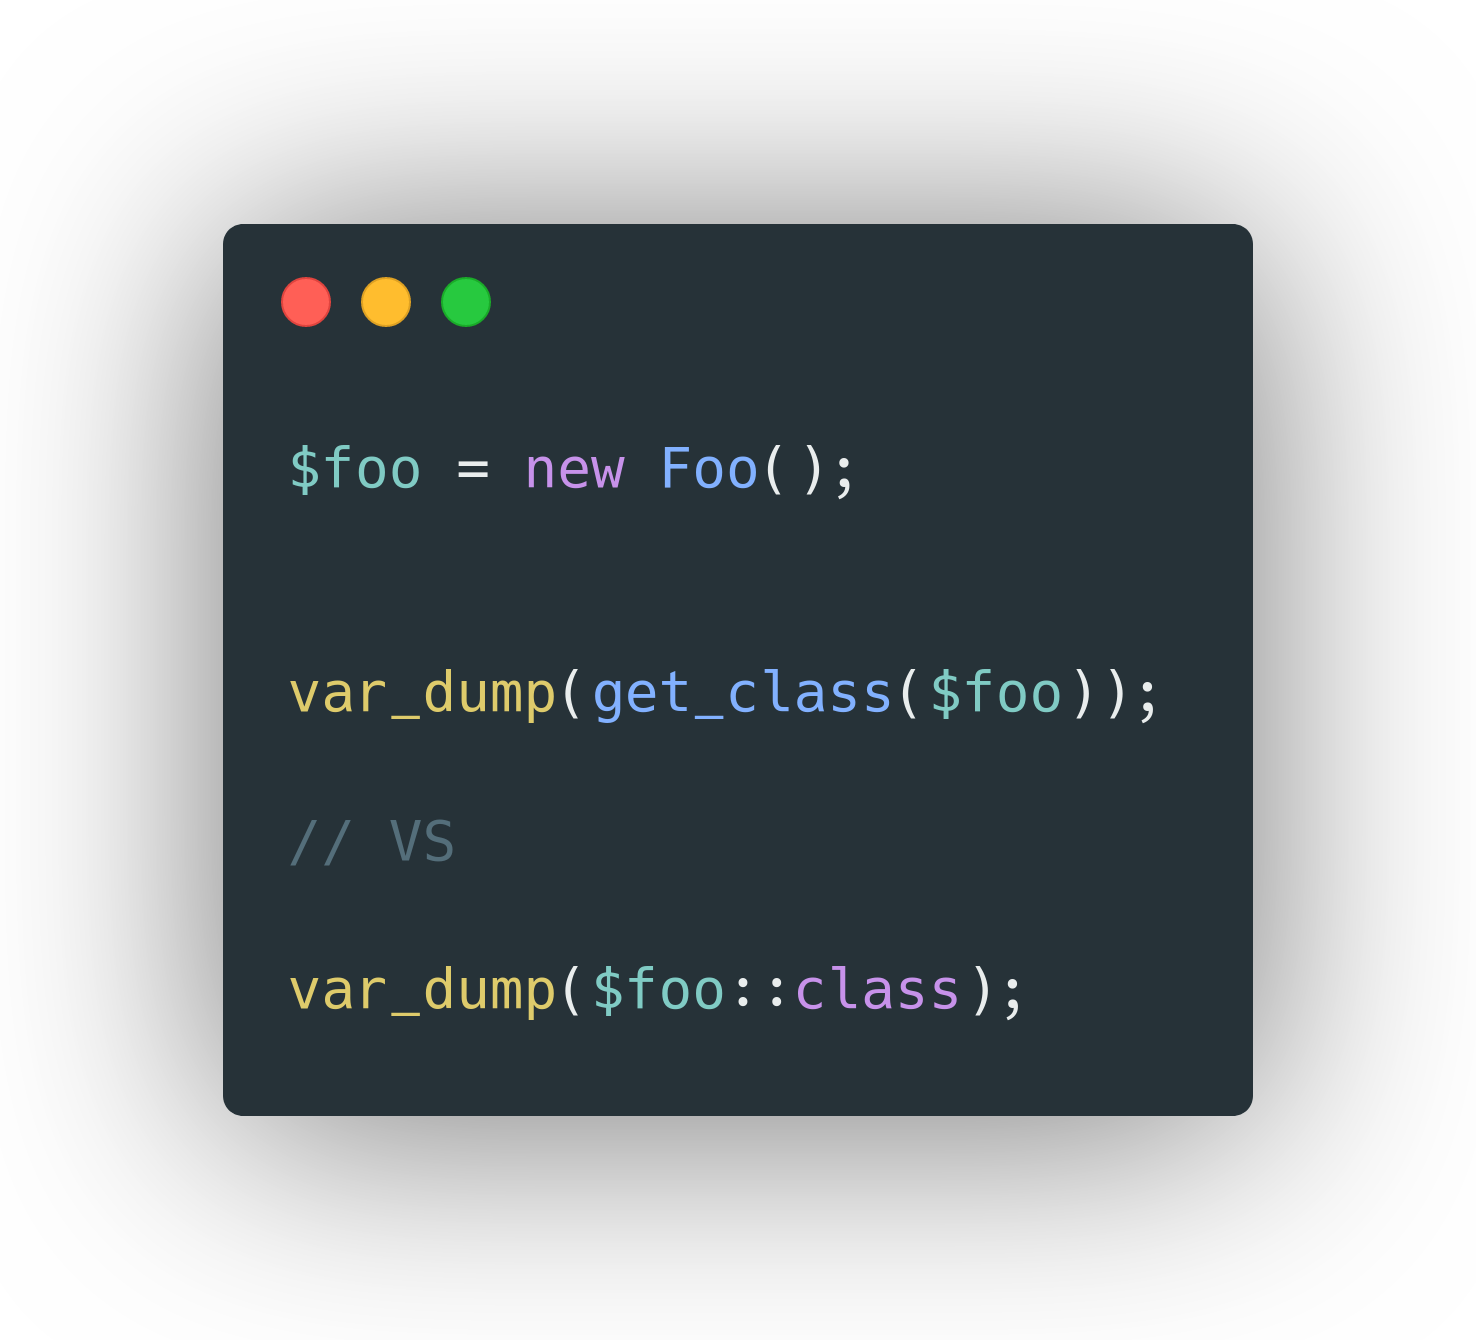 $foo = new Foo();
var_dump(get_class($foo));
// VS
var_dump($foo::class);